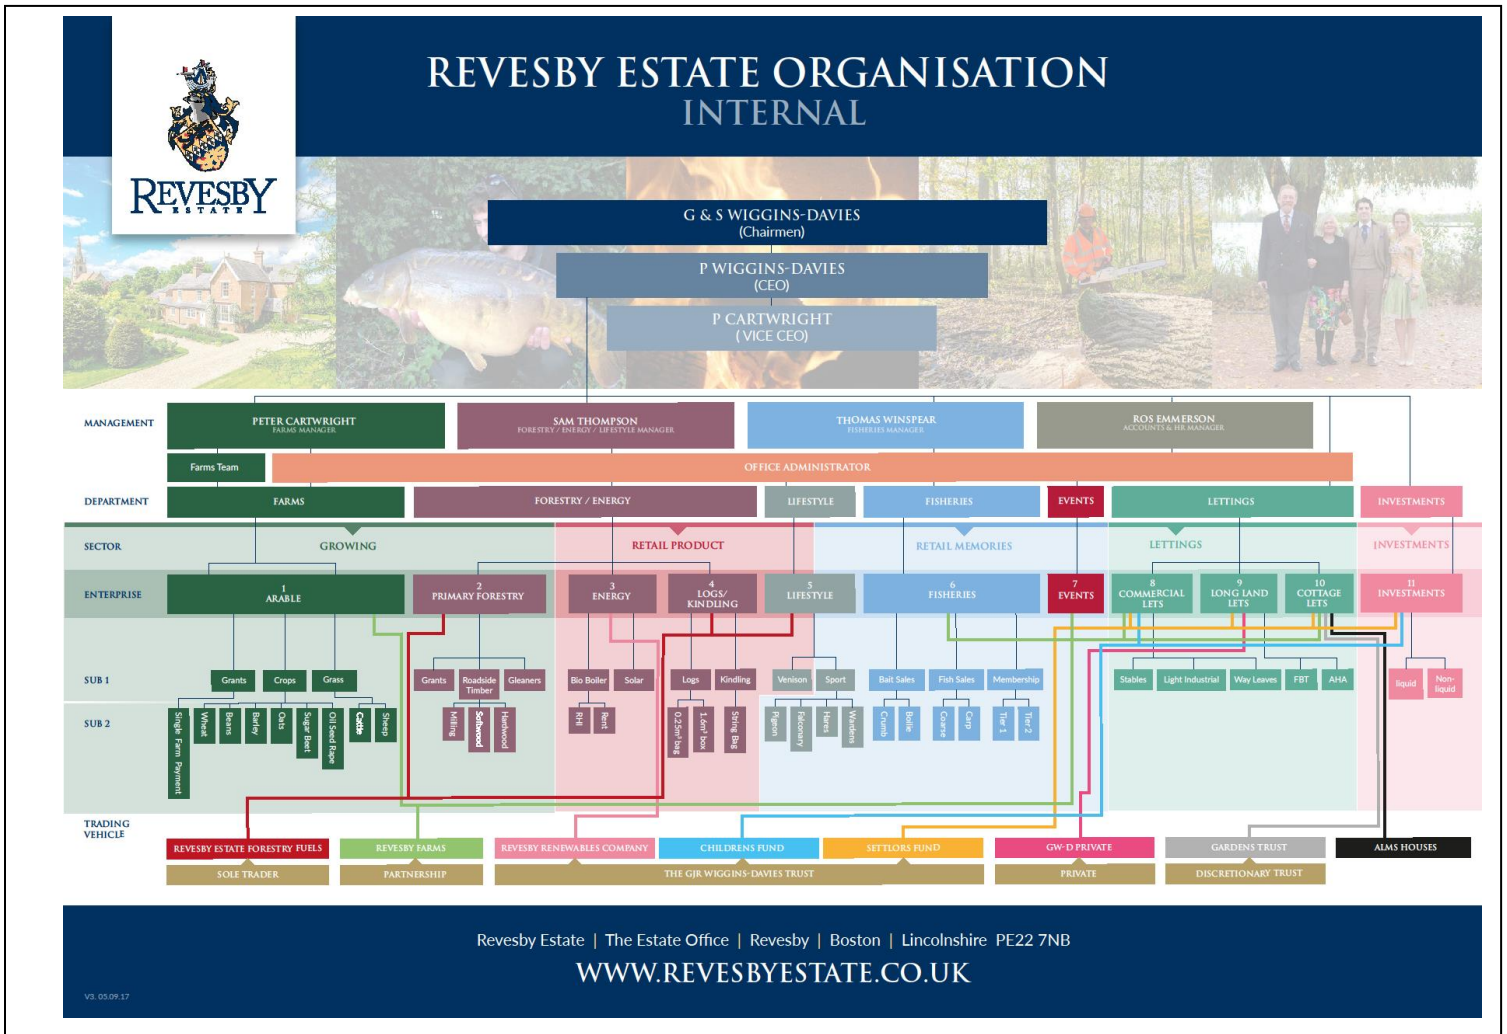 REVESBY ESTATE ORGANISATION
INTERNAL
REVESBY
ESTATE
G & S WIGGINS-DAVIES
(Chairmen)
P WIGGINS-DAVIES
(CEO)
P CARTWRIGHT
( VICE CEO)
MANAGEMENT
PETER CARTWRIGHT
FARMS MANAGER
SAM THOMPSON
FORESTRY / ENERGY / LIFESTYLE MANAGER
THOMAS WINSPEAR
FISHERIES MANAGER
ROS EMMERSON
ACCOUNTS & HR MANAGER
Farms Team
OFFICE ADMINISTRATOR
DEPARTMENT
FARMS
FORESTRY / ENERGY
LIFESTYLE
FISHERIES
EVENTS
LETTINGS
INVESTMENTS
SECTOR
GROWING
RETAIL PRODUCT
RETAIL MEMORIES
LETTINGS
INVESTMENTS
ENTERPRISE
1
ARABLE
2
PRIMARY FORESTRY
3
ENERGY
4
LOGS/
KINDLING
5
LIFESTYLE
6
FISHERIES
7
EVENTS
8
COMMERCIAL
LETS
9
LONG LAND
LETS
10
COTTAGE
LETS
11
INVESTMENTS
SUB 1
Grants
Crops
Grass
Grants
Roadside
Timber
Gleaners
Bio Boiler
Solar
Logs
Kindling
Venison
Sport
Bait Sales
Fish Sales
Membership
Stables
Light Industrial
Way Leaves
FBT
AHA
liquid
Non-
liquid
SUB 2
Single Farm Payment
Wheat
Beans
Barley
Oats
Sugar Beet
Oil Seed Rape
Cattle
Sheep
Milling
Softwood
Hardwood
RHI
Rent
0.25m³ bag
1.6m³ box
String Bag
Pigeon
Falconary
Hares
Wardens
Crumb
Boilie
Coarse
Carp
Tier 1
Tier 2
TRADING
VEHICLE
REVESBY ESTATE FORESTRY FUELS
REVESBY FARMS
REVESBY RENEWABLES COMPANY
CHILDRENS FUND
SETTLORS FUND
GW-D PRIVATE
GARDENS TRUST
ALMS HOUSES
SOLE TRADER
PARTNERSHIP
THE GJR WIGGINS-DAVIES TRUST
PRIVATE
DISCRETIONARY TRUST
Revesby Estate | The Estate Office | Revesby | Boston | Lincolnshire PE22 7NB
WWW.REVESBYESTATE.CO.UK
V3. 05.09.17